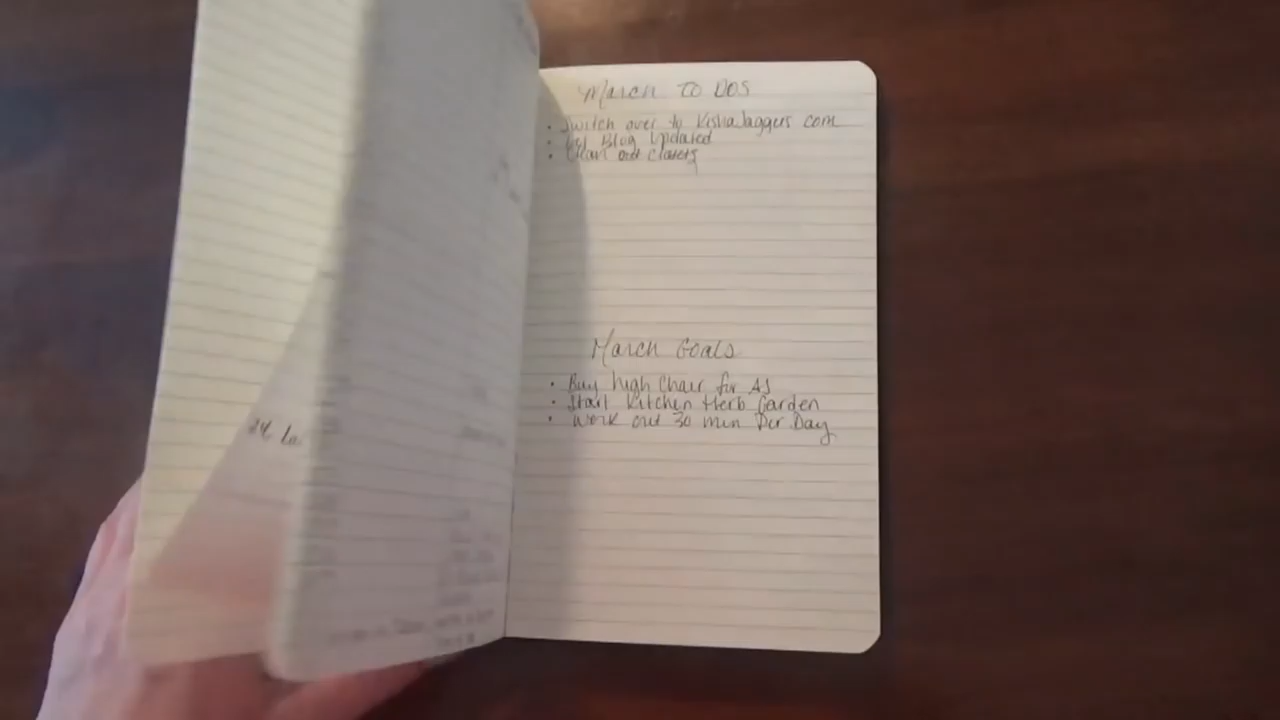 March TO DOS
• Switch over to KishaJaggers com
• Get Blog Updated
• Clean out closets
March Goals
• Buy high Chair for AJ
• Start Kitchen Herb Garden
• Work out 30 min Per Day